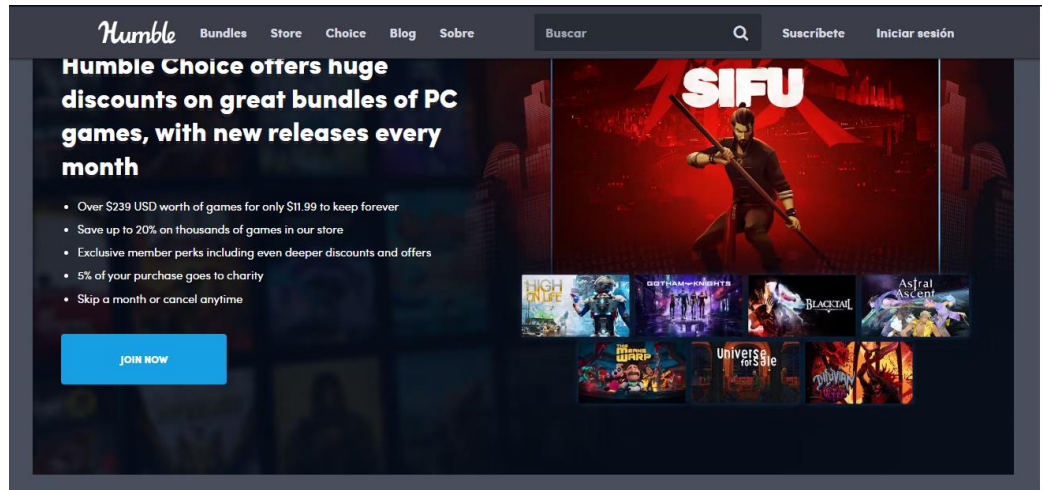 Humble Bundles Store Choice Blog Sobre Buscar Suscríbete Iniciar sesión
Humble Choice offers huge
discounts on great bundles of PC
games, with new releases every
month
• Over $239 USD worth of games for only $11.99 to keep forever
• Save up to 20% on thousands of games in our store
• Exclusive member perks including even deeper discounts and offers
• 5% of your purchase goes to charity
• Skip a month or cancel anytime
JOIN NOW
SIFU
HIGH
ON LIFE
GOTHAM KNIGHTS
BLACKTAIL
Astral
Ascent
THIS
MEANS
WARP
Universe
for Sale
DILUVIAN